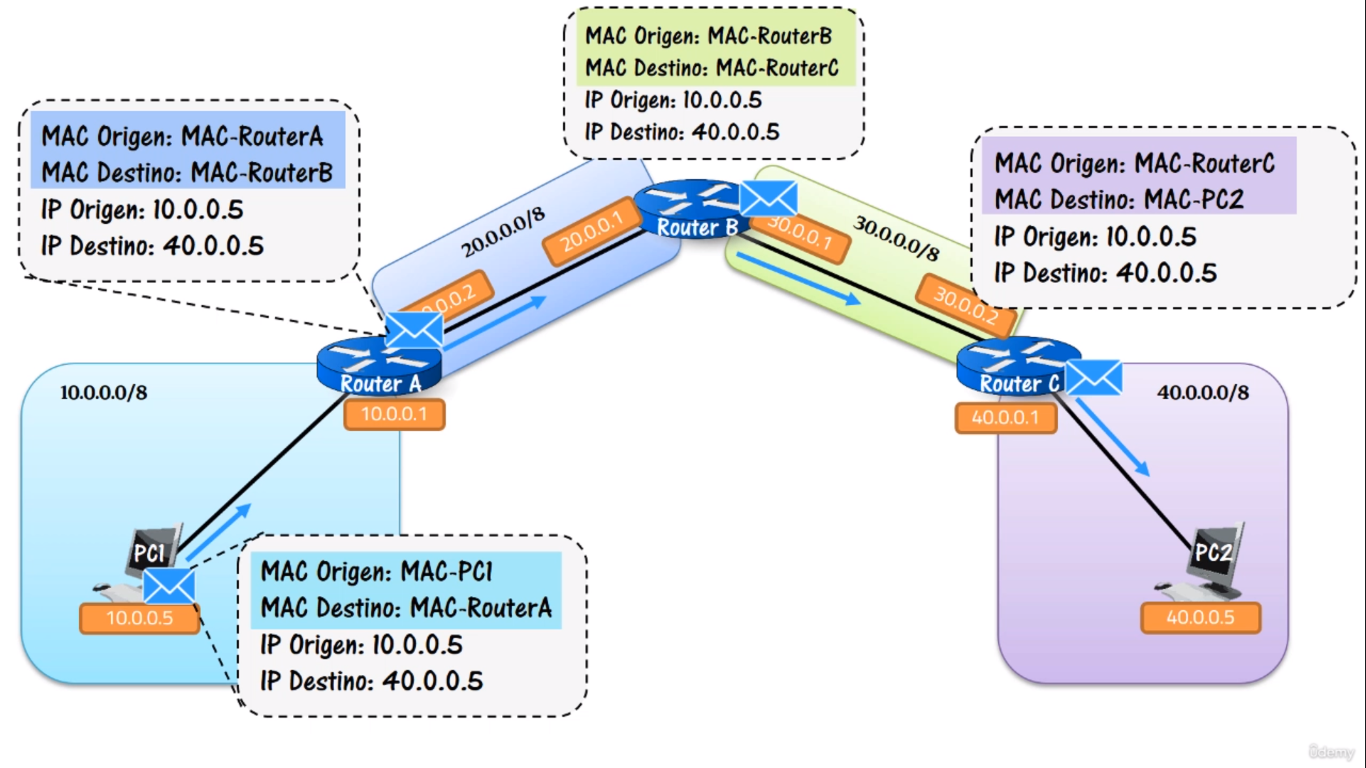 MAC Origen: MAC-RouterB
MAC Destino: MAC-RouterC
IP Origen: 10.0.0.5
IP Destino: 40.0.0.5
MAC Origen: MAC-RouterA
MAC Destino: MAC-RouterB
IP Origen: 10.0.0.5
IP Destino: 40.0.0.5
MAC Origen: MAC-RouterC
MAC Destino: MAC-PC2
IP Origen: 10.0.0.5
IP Destino: 40.0.0.5
20.0.0.0/8
20.0.0.1
Router B
30.0.0.1
30.0.0.0/8
30.0.0.2
0.0.2
Router A
10.0.0.1
10.0.0.0/8
Router C
40.0.0.1
40.0.0.0/8
PC1
10.0.0.5
MAC Origen: MAC-PC1
MAC Destino: MAC-RouterA
IP Origen: 10.0.0.5
IP Destino: 40.0.0.5
PC2
40.0.0.5
ûdemy